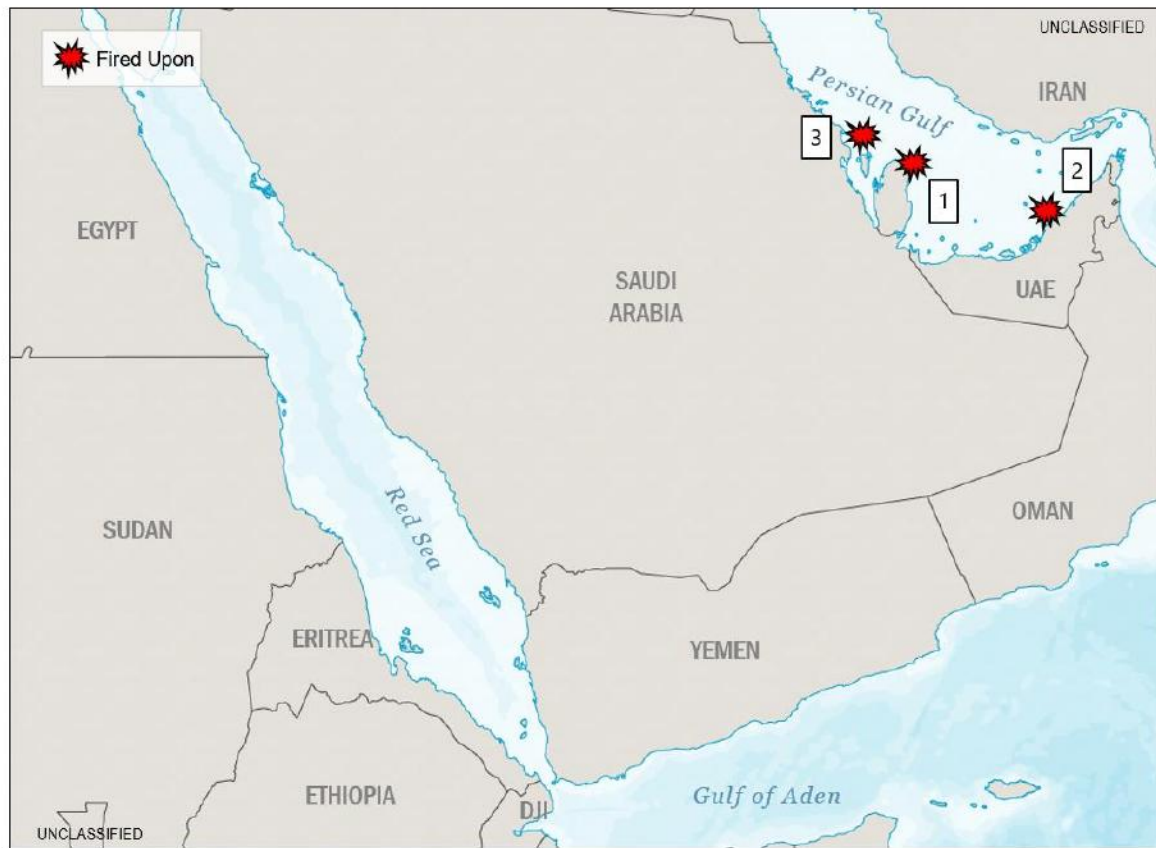 UNCLASSIFIED
Fired Upon
Persian Gulf
IRAN
3
2
1
EGYPT
SAUDI
ARABIA
UAE
Red Sea
OMAN
SUDAN
ERITREA
YEMEN
ETHIOPIA
DJI
Gulf of Aden
UNCLASSIFIED